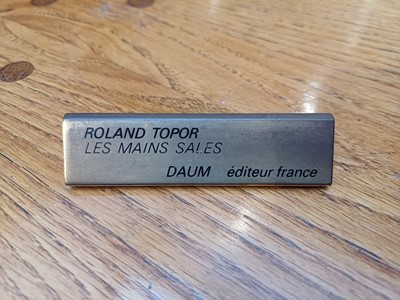 ROLAND TOPOR
LES MAINS SALES
DAUM éditeur france